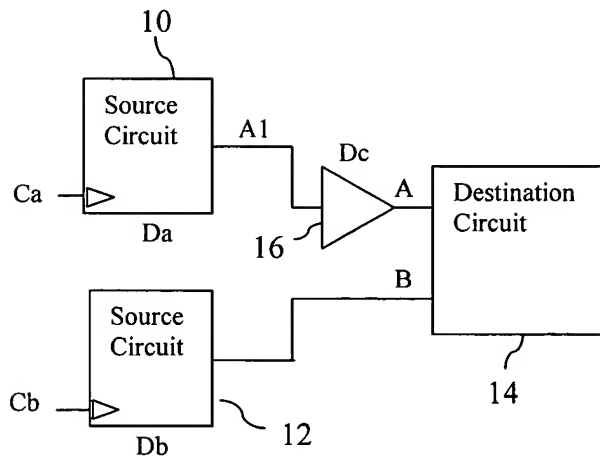 10
Source
Circuit
A1
Dc
Ca
Da
16
A
Destination
Circuit
B
Source
Circuit
Cb
Db
12
14